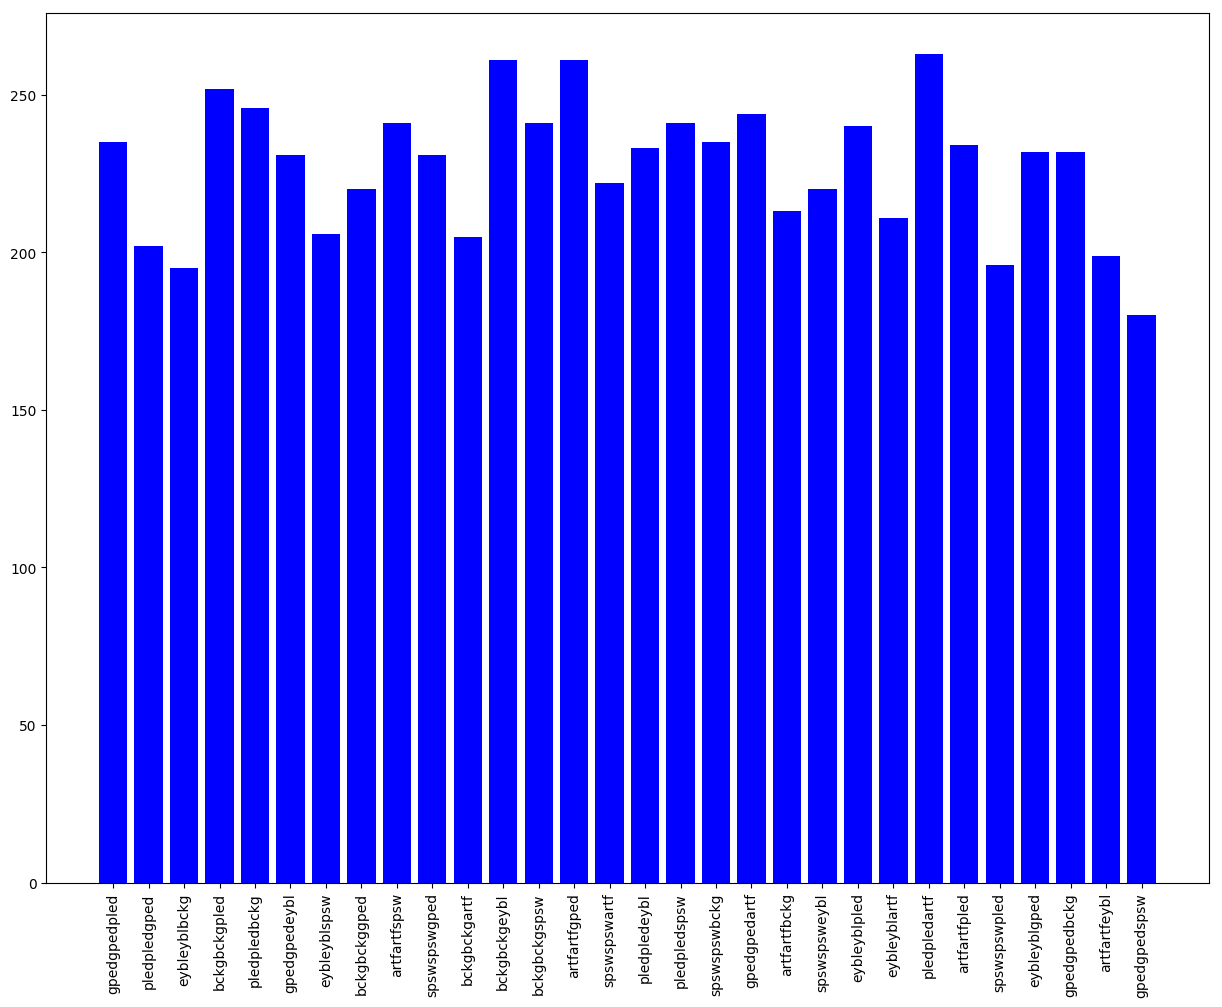 250
200
150
100
50
0
gpedgpedpled
pledpledgped
eybleyblbckg
bckgbckgpled
pledpledbckg
gpedgpedeybl
eybleyblspsw
bckgbckggped
artfartfspsw
spswspswgped
bckgbckgartf
bckgbckgeybl
bckgbckgspsw
artfartfgped
spswspswartf
pledpledeybl
pledpledspsw
spswspswbckg
gpedgpedartf
artfartfbckg
spswspsweybl
eybleyblpled
eybleyblartf
pledpledartf
artfartfpled
spswspswpled
eybleyblgped
gpedgpedbckg
artfartfeybl
gpedgpedspsw